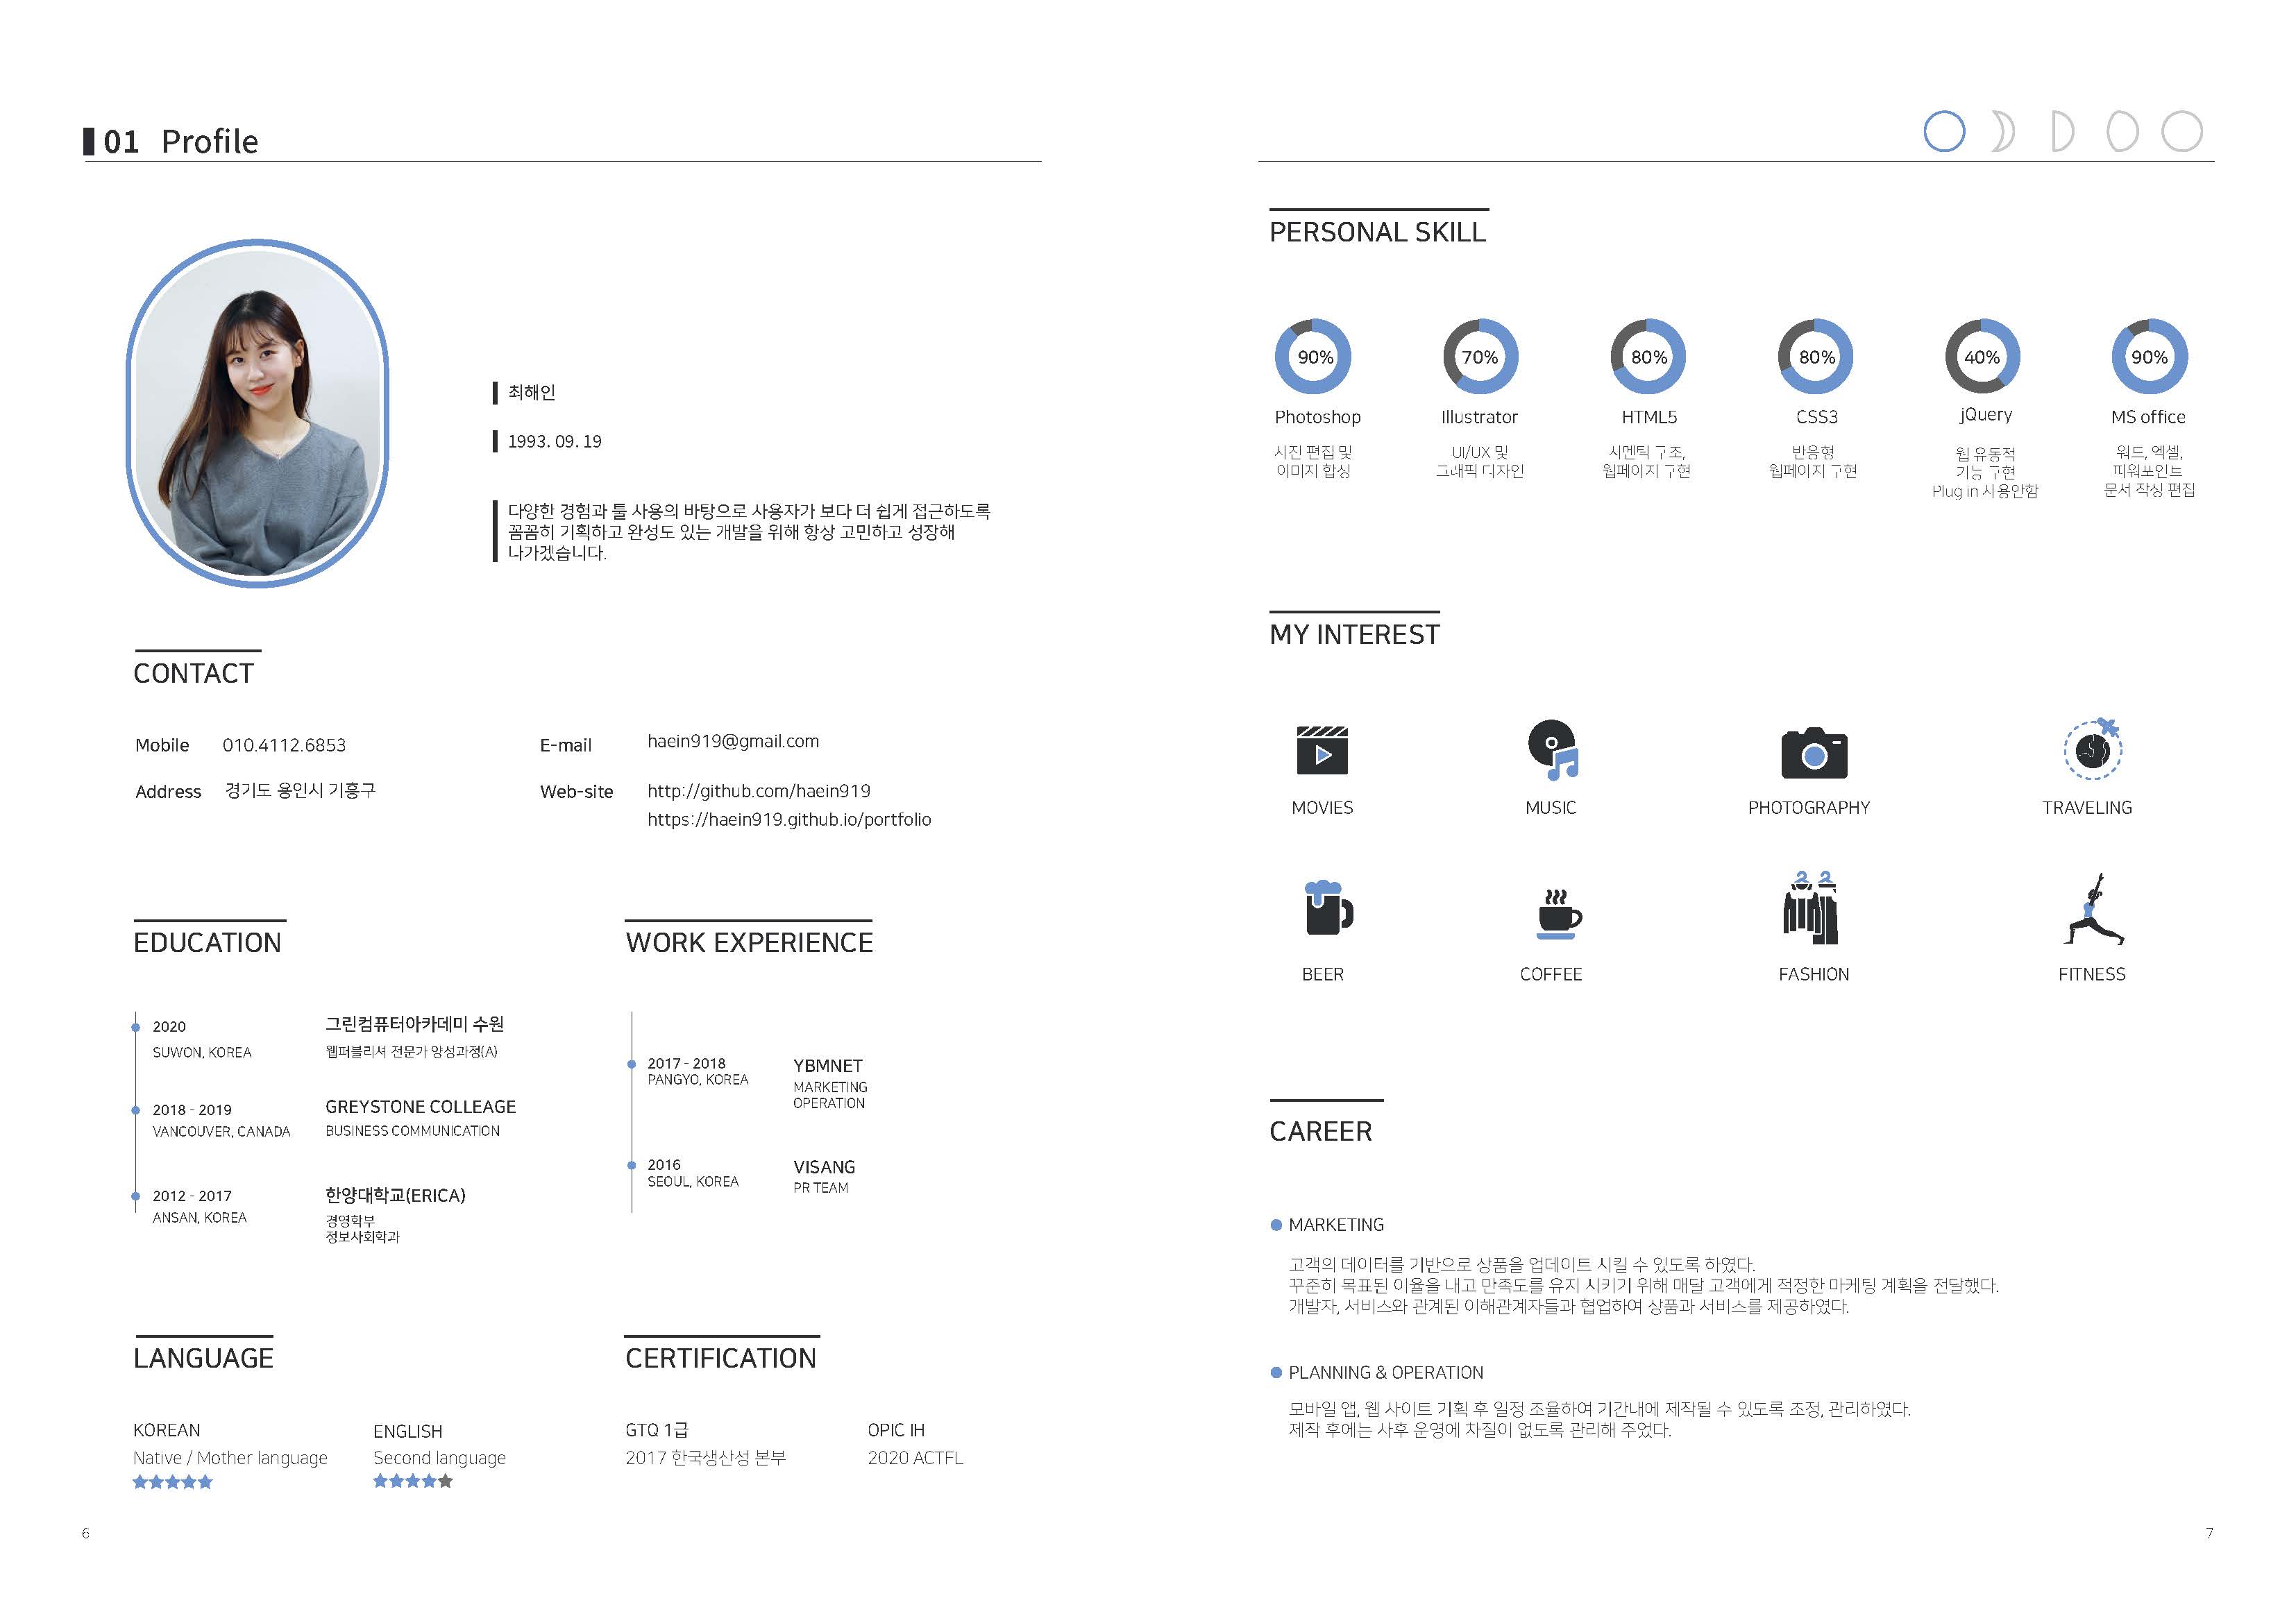 01 Profile
최해인
1993. 09. 19
다양한 경험과 툴 사용의 바탕으로 사용자가 보다 더 쉽게 접근하도록
꼼꼼히 기획하고 완성도 있는 개발을 위해 항상 고민하고 성장해
나가겠습니다.
CONTACT
Mobile 010.4112.6853
Address 경기도 용인시 기흥구
E-mail haein919@gmail.com
Web-site http://github.com/haein919
https://haein919.github.io/portfolio
EDUCATION
2020 그린컴퓨터아카데미 수원
SUWON, KOREA 웹퍼블리셔 전문가 양성과정(A)
2018 - 2019 GREYSTONE COLLEAGE
VANCOUVER, CANADA BUSINESS COMMUNICATION
2012 - 2017 한양대학교(ERICA)
ANSAN, KOREA 경영학부
정보사회학과
WORK EXPERIENCE
2017 - 2018 YBMNET
PANGYO, KOREA MARKETING
OPERATION
2016 VISANG
SEOUL, KOREA PR TEAM
LANGUAGE
KOREAN
Native / Mother language
ENGLISH
Second language
CERTIFICATION
GTQ 1급
2017 한국생산성 본부
OPIC IH
2020 ACTFL
6
PERSONAL SKILL
90%
Photoshop
사진 편집 및
이미지 합성
70%
Illustrator
UI/UX 및
그래픽 디자인
80%
HTML5
시멘틱 구조,
웹페이지 구현
80%
CSS3
반응형
웹페이지 구현
40%
jQuery
웹 유동적
기능 구현
Plug in 사용안함
90%
MS office
워드, 엑셀,
파워포인트
문서 작성 편집
MY INTEREST
MOVIES
MUSIC
PHOTOGRAPHY
TRAVELING
BEER
COFFEE
FASHION
FITNESS
CAREER
MARKETING
고객의 데이터를 기반으로 상품을 업데이트 시킬 수 있도록 하였다.
꾸준히 목표된 이율을 내고 만족도를 유지 시키기 위해 매달 고객에게 적정한 마케팅 계획을 전달했다.
개발자, 서비스와 관계된 이해관계자들과 협업하여 상품과 서비스를 제공하였다.
PLANNING & OPERATION
모바일 앱, 웹 사이트 기획 후 일정 조율하여 기간내에 제작될 수 있도록 조정, 관리하였다.
제작 후에는 사후 운영에 차질이 없도록 관리해 주었다.
7